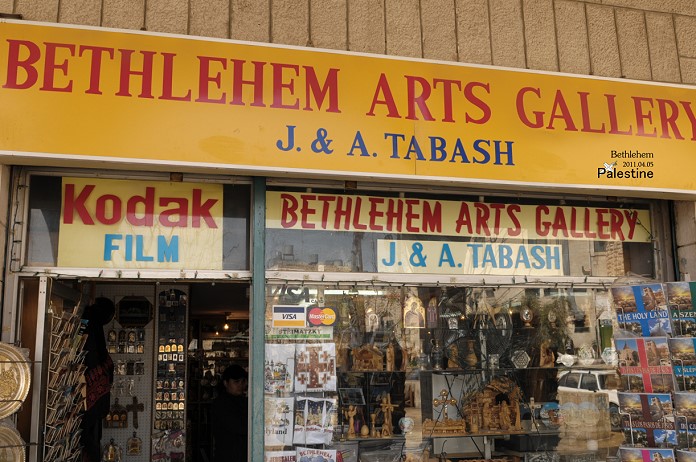 BETHLEHEM ARTS GALLERY
J. & A. TABASH
Bethlehem
2011.04.05
Palestine
Kodak
FILM
BETHLEHEM ARTS GALLERY
J. & A. TABASH
VISA
MasterCard
THE HOLY LAND
BETHLEHEM